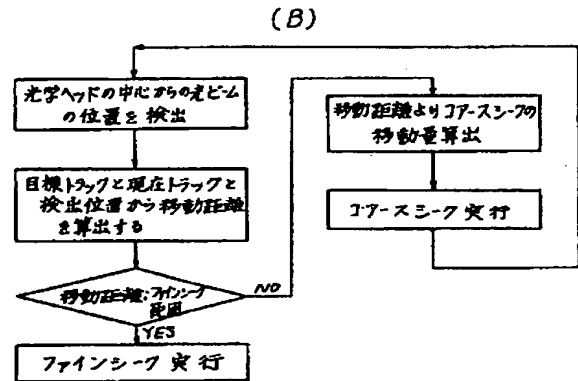 (B)
光学ヘッドの中心からの光ビーム
の位置を検出
目標トラックと現在トラックと
検出位置から移動距離
を算出する
移動距離:ファインシーク
範囲
NO
YES
ファインシーク 実行
移動距離よりコアースシークの
移動量算出
コアースシーク 実行